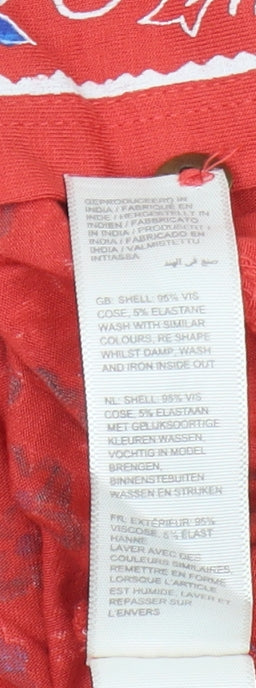 GEPRODUCEERD IN
INDIA / FABRIQUÉ EN
INDE / HERGESTELLT IN
INDIEN / FABBRICATO
IN INDIA / PRODUSENT I
INDIA / FABRICADO EN
INDIA / VALMISTETTU
INTIASSA
صنع في الهند
GB: SHELL: 95% VIS
COSE, 5% ELASTANE
WASH WITH SIMILAR
COLOURS, RE SHAPE
WHILST DAMP, WASH
AND IRON INSIDE OUT
NL: SHELL: 95% VIS
COSE, 5% ELASTAAN
MET GELIJKSOORTIGE
KLEUREN WASSEN,
VOCHTIG IN MODEL
BRENGEN,
BINNENSTEBUITEN
WASSEN EN STRIJKEN
FR: EXTÉRIEUR: 95%
VISCOSE, 5% ÉLAST
HANNE
LAVER AVEC DES
COULEURS SIMILAIRES,
REMETTRE EN FORME
LORSQUE L'ARTICLE
EST HUMIDE, LAVER ET
REPASSER SUR
L'ENVERS